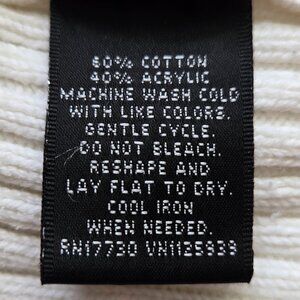 60% COTTON
40% ACRYLIC
MACHINE WASH COLD
WITH LIKE COLORS.
GENTLE CYCLE.
DO NOT BLEACH.
RESHAPE AND
LAY FLAT TO DRY.
COOL IRON
WHEN NEEDED.
RN17730 VN1135939